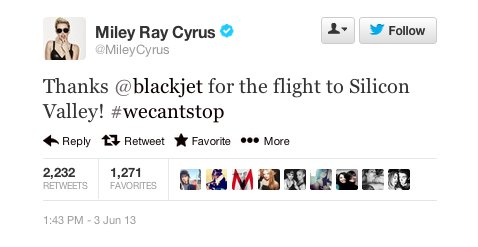 Miley Ray Cyrus
@MileyCyrus
Follow
Thanks @blackjet for the flight to Silicon
Valley! #wecantstop
Reply Retweet Favorite More
2,232 1,271
RETWEETS FAVORITES
1:43 PM - 3 Jun 13